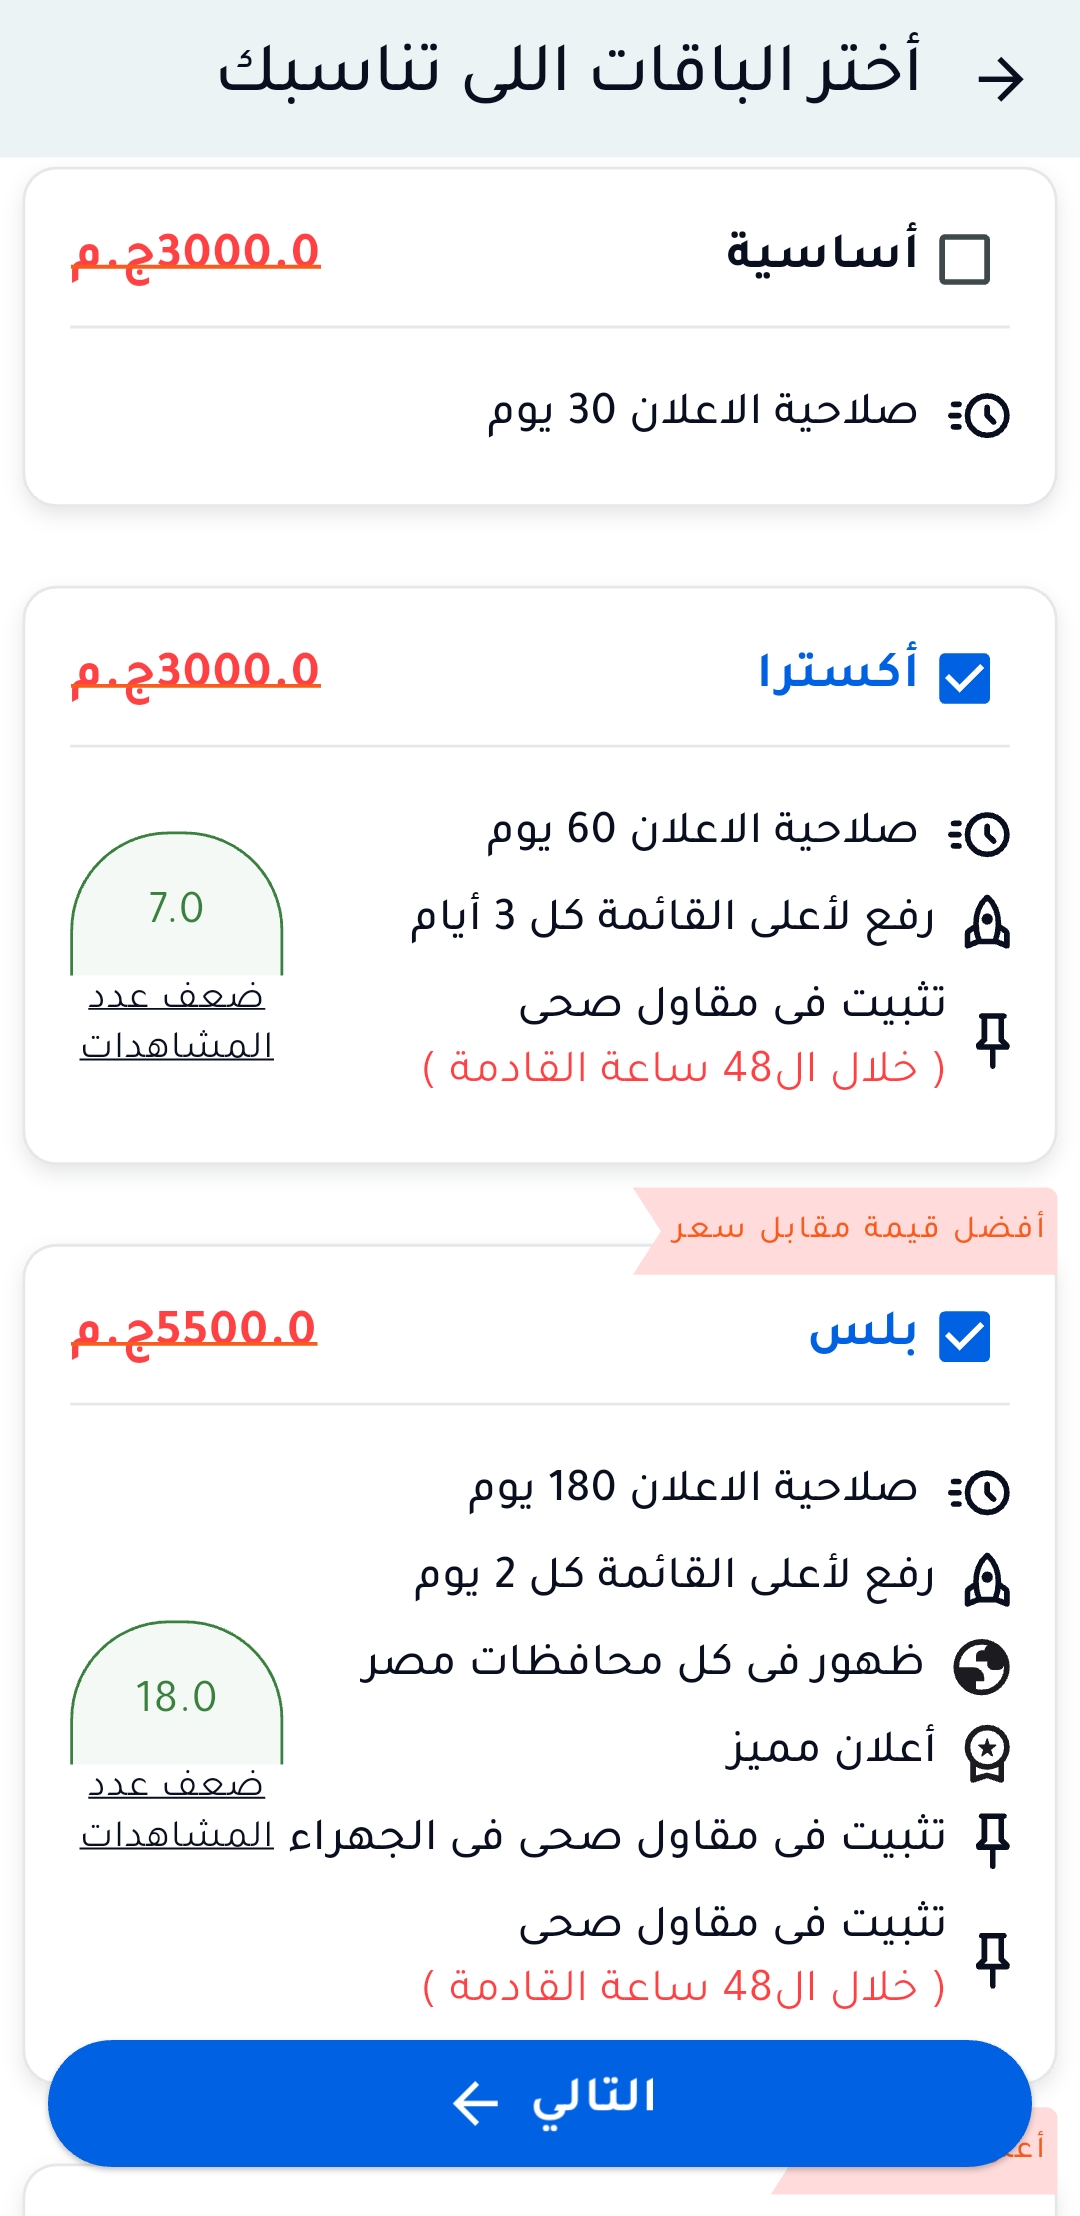 أختر الباقات اللى تناسبك
أساسية
3000.0ج.م
صلاحية الاعلان 30 يوم
أكسترا
3000.0ج.م
صلاحية الاعلان 60 يوم
رفع لأعلى القائمة كل 3 أيام
تثبيت فى مقاول صحى
( خلال ال48 ساعة القادمة )
7.0
ضعف عدد
المشاهدات
أفضل قيمة مقابل سعر
بلس
5500.0ج.م
صلاحية الاعلان 180 يوم
رفع لأعلى القائمة كل 2 يوم
ظهور فى كل محافظات مصر
أعلان مميز
تثبيت فى مقاول صحى فى الجهراء
تثبيت فى مقاول صحى
( خلال ال48 ساعة القادمة )
18.0
ضعف عدد
المشاهدات
التالي